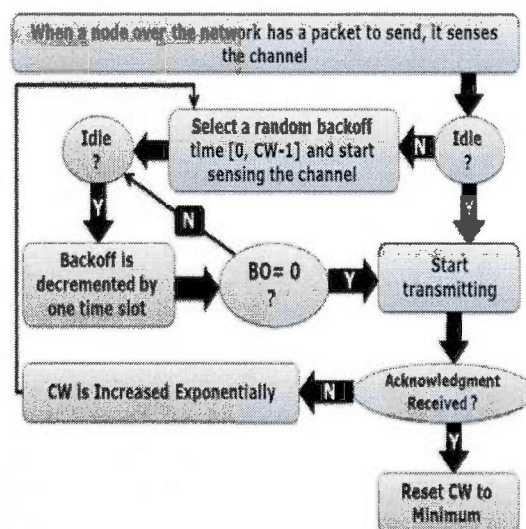 When a node over the network has a packet to send, it senses
the channel
Idle
?
Select a random backoff
time [0, CW-1] and start
sensing the channel
N
Idle
?
Y
N
Y
Backoff is
decremented by
one time slot
BO= 0
?
Y
Start
transmitting
CW is Increased Exponentially
N
Acknowledgment
Received ?
Y
Reset CW to
Minimum